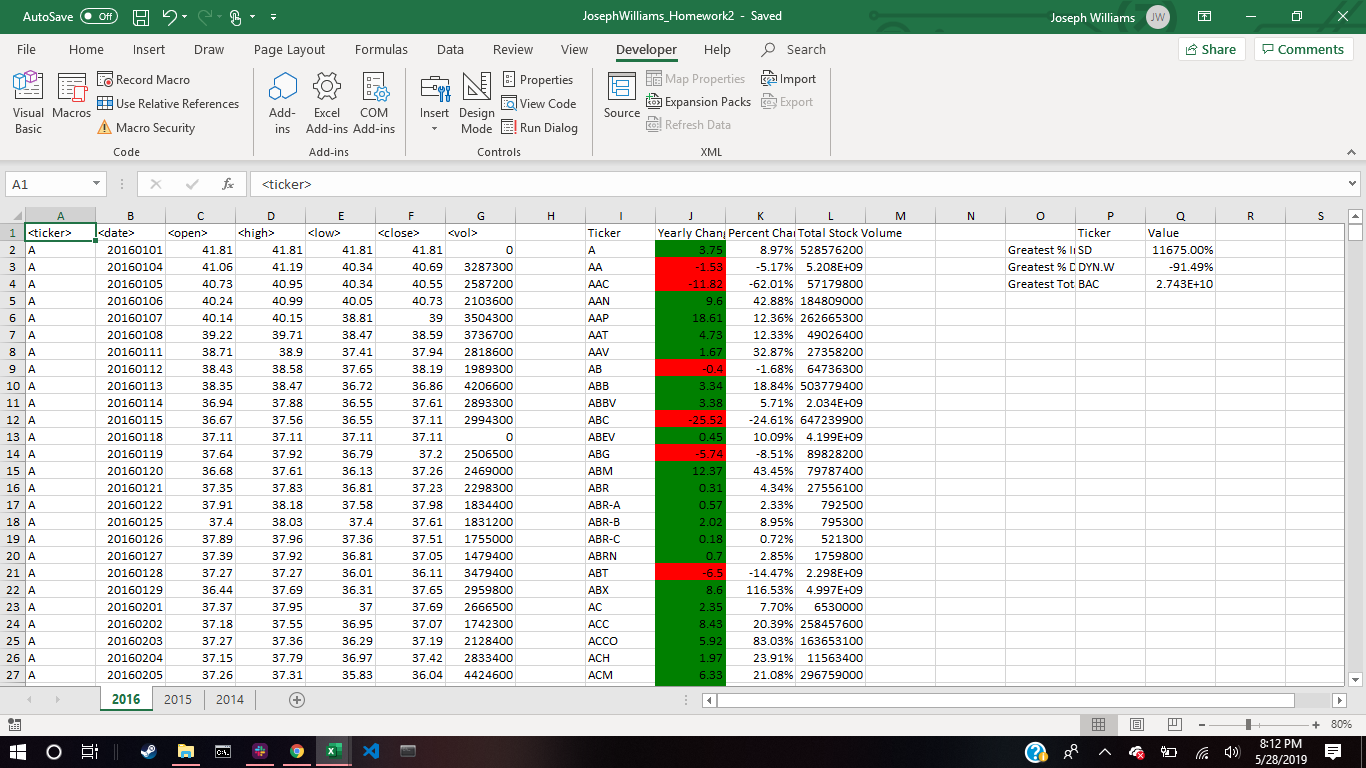 AutoSave Off JosephWilliams_Homework2 - Saved Joseph Williams JW
File Home Insert Draw Page Layout Formulas Data Review View Developer Help Search Share Comments
Visual Basic Macros Record Macro Use Relative References Macro Security
Add-ins Excel Add-ins COM Add-ins
Insert Design Mode Properties View Code Run Dialog
Source Map Properties Expansion Packs Refresh Data Import Export
Code Add-ins Controls XML
A1 fx <ticker>
A B C D E F G H I J K L M N O P Q R S
1 <ticker> <date> <open> <high> <low> <close> <vol> Ticker Yearly Chang Percent Chan Total Stock Volume Ticker Value
2 A 20160101 41.81 41.81 41.81 41.81 0 A 3.75 8.97% 528576200 Greatest % I SD 11675.00%
3 A 20160104 41.06 41.19 40.34 40.69 3287300 AA -1.53 -5.17% 5.208E+09 Greatest % D DYN.W -91.49%
4 A 20160105 40.73 40.95 40.34 40.55 2587200 AAC -11.82 -62.01% 57179800 Greatest Tot BAC 2.743E+10
5 A 20160106 40.24 40.99 40.05 40.73 2103600 AAN 9.6 42.88% 184809000
6 A 20160107 40.14 40.15 38.81 39 3504300 AAP 18.61 12.36% 262665300
7 A 20160108 39.22 39.71 38.47 38.59 3736700 AAT 4.73 12.33% 49026400
8 A 20160111 38.71 38.9 37.41 37.94 2818600 AAV 1.67 32.87% 27358200
9 A 20160112 38.43 38.58 37.65 38.19 1989300 AB -0.4 -1.68% 64736300
10 A 20160113 38.35 38.47 36.72 36.86 4206600 ABB 3.34 18.84% 503779400
11 A 20160114 36.94 37.88 36.55 37.61 2893300 ABBV 3.38 5.71% 2.034E+09
12 A 20160115 36.67 37.56 36.55 37.11 2994300 ABC -25.52 -24.61% 647239900
13 A 20160118 37.11 37.11 37.11 37.11 0 ABEV 0.45 10.09% 4.199E+09
14 A 20160119 37.64 37.92 36.79 37.2 2506500 ABG -5.74 -8.51% 89828200
15 A 20160120 36.68 37.61 36.13 37.26 2469000 ABM 12.37 43.45% 79787400
16 A 20160121 37.35 37.83 36.81 37.23 2298300 ABR 0.31 4.34% 27556100
17 A 20160122 37.91 38.18 37.58 37.98 1834400 ABR-A 0.57 2.33% 792500
18 A 20160125 37.4 38.03 37.4 37.61 1831200 ABR-B 2.02 8.95% 795300
19 A 20160126 37.89 37.96 37.36 37.51 1755000 ABR-C 0.18 0.72% 521300
20 A 20160127 37.39 37.92 36.81 37.05 1479400 ABRN 0.7 2.85% 1759800
21 A 20160128 37.27 37.27 36.01 36.11 3479400 ABT -6.5 -14.47% 2.298E+09
22 A 20160129 36.44 37.69 36.31 37.65 2959800 ABX 8.6 116.53% 4.997E+09
23 A 20160201 37.37 37.95 37 37.69 2666500 AC 2.35 7.70% 6530000
24 A 20160202 37.18 37.55 36.95 37.07 1742300 ACC 8.43 20.39% 258457600
25 A 20160203 37.27 37.36 36.29 37.19 2128400 ACCO 5.92 83.03% 163653100
26 A 20160204 37.15 37.79 36.97 37.42 2833400 ACH 1.97 23.91% 11563400
27 A 20160205 37.26 37.31 35.83 36.04 4424600 ACM 6.33 21.08% 296759000
2016 2015 2014
80%
8:12 PM
5/28/2019